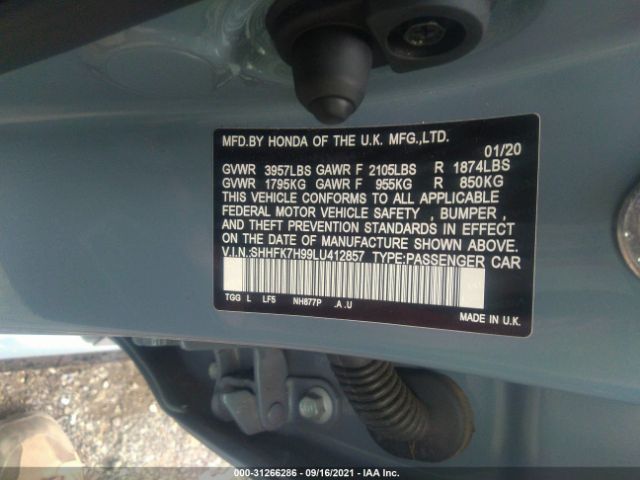 MFD.BY HONDA OF THE U.K. MFG.,LTD.
01/20
GVWR 3957LBS GAWR F 2105LBS R 1874LBS
GVWR 1795KG GAWR F 955KG R 850KG
THIS VEHICLE CONFORMS TO ALL APPLICABLE
FEDERAL MOTOR VEHICLE SAFETY , BUMPER ,
AND THEFT PREVENTION STANDARDS IN EFFECT
ON THE DATE OF MANUFACTURE SHOWN ABOVE.
V.I.N.:SHHFK7H99LU412857 TYPE:PASSENGER CAR
TGG L LF5 NH877P .A .U
MADE IN U.K.
000-31266286 - 09/16/2021 - IAA Inc.